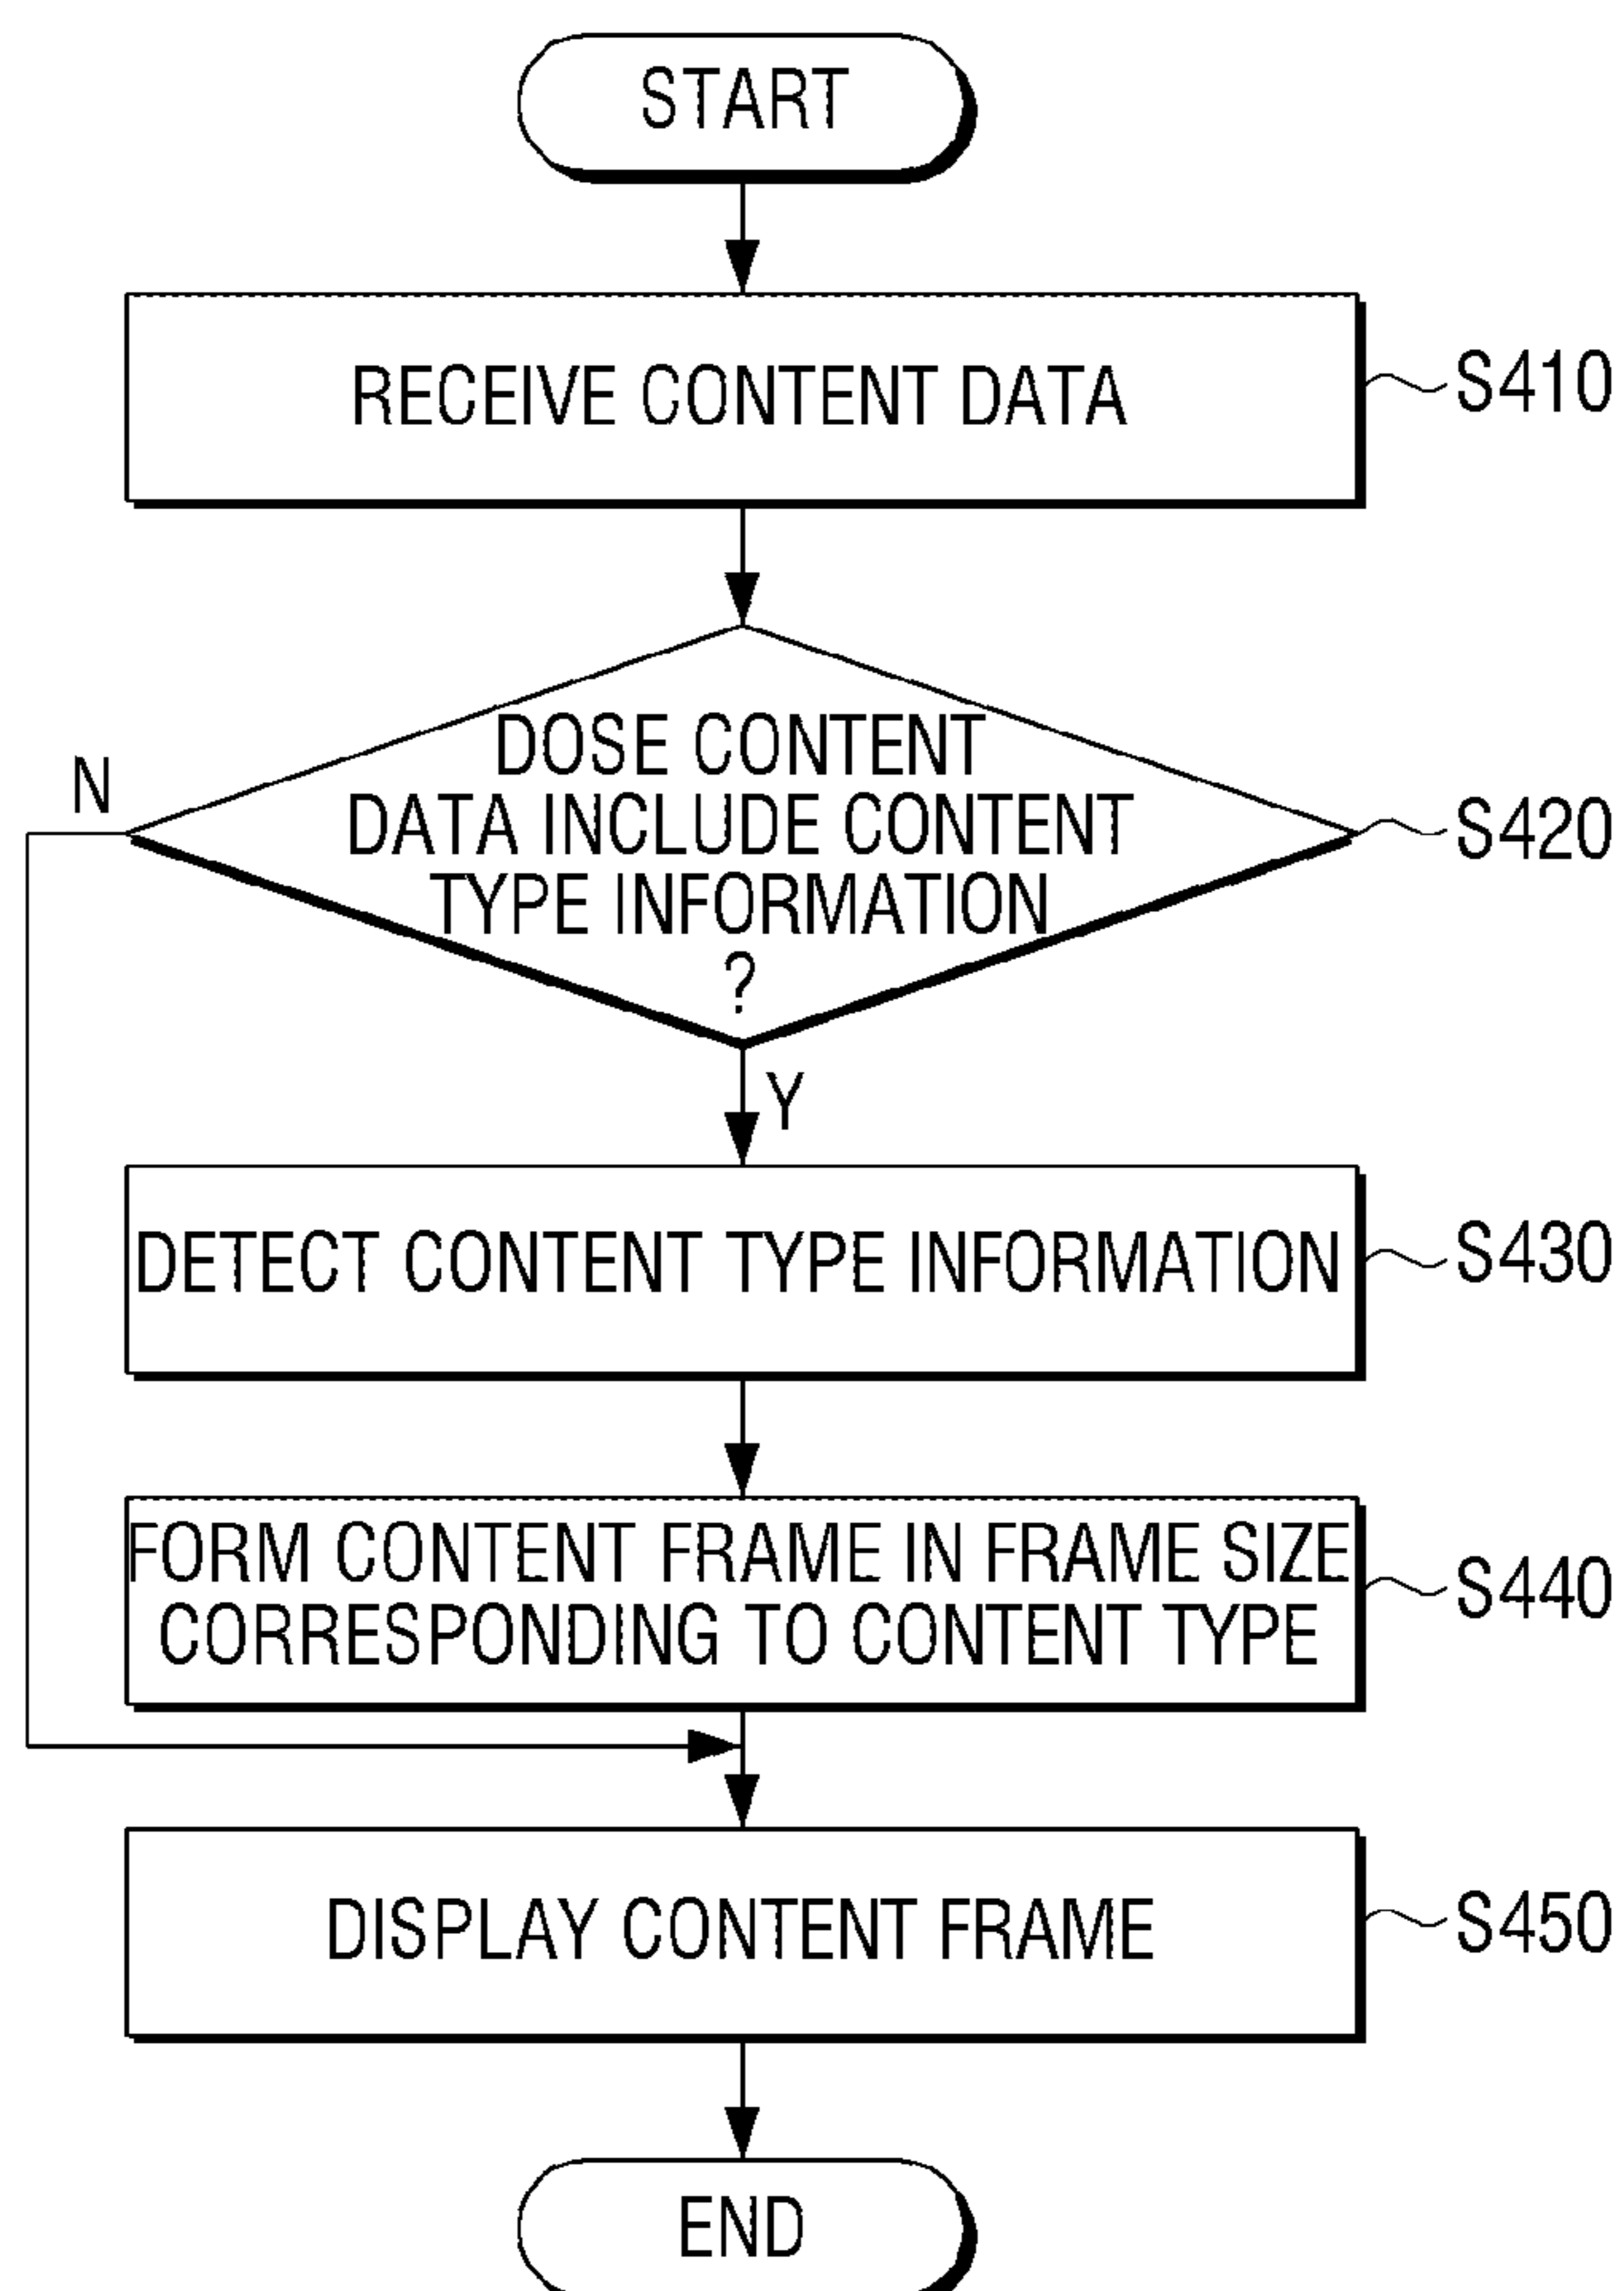 START
RECEIVE CONTENT DATA
S410
DOSE CONTENT
DATA INCLUDE CONTENT
TYPE INFORMATION
?
N
S420
Y
DETECT CONTENT TYPE INFORMATION
S430
FORM CONTENT FRAME IN FRAME SIZE
CORRESPONDING TO CONTENT TYPE
S440
DISPLAY CONTENT FRAME
S450
END